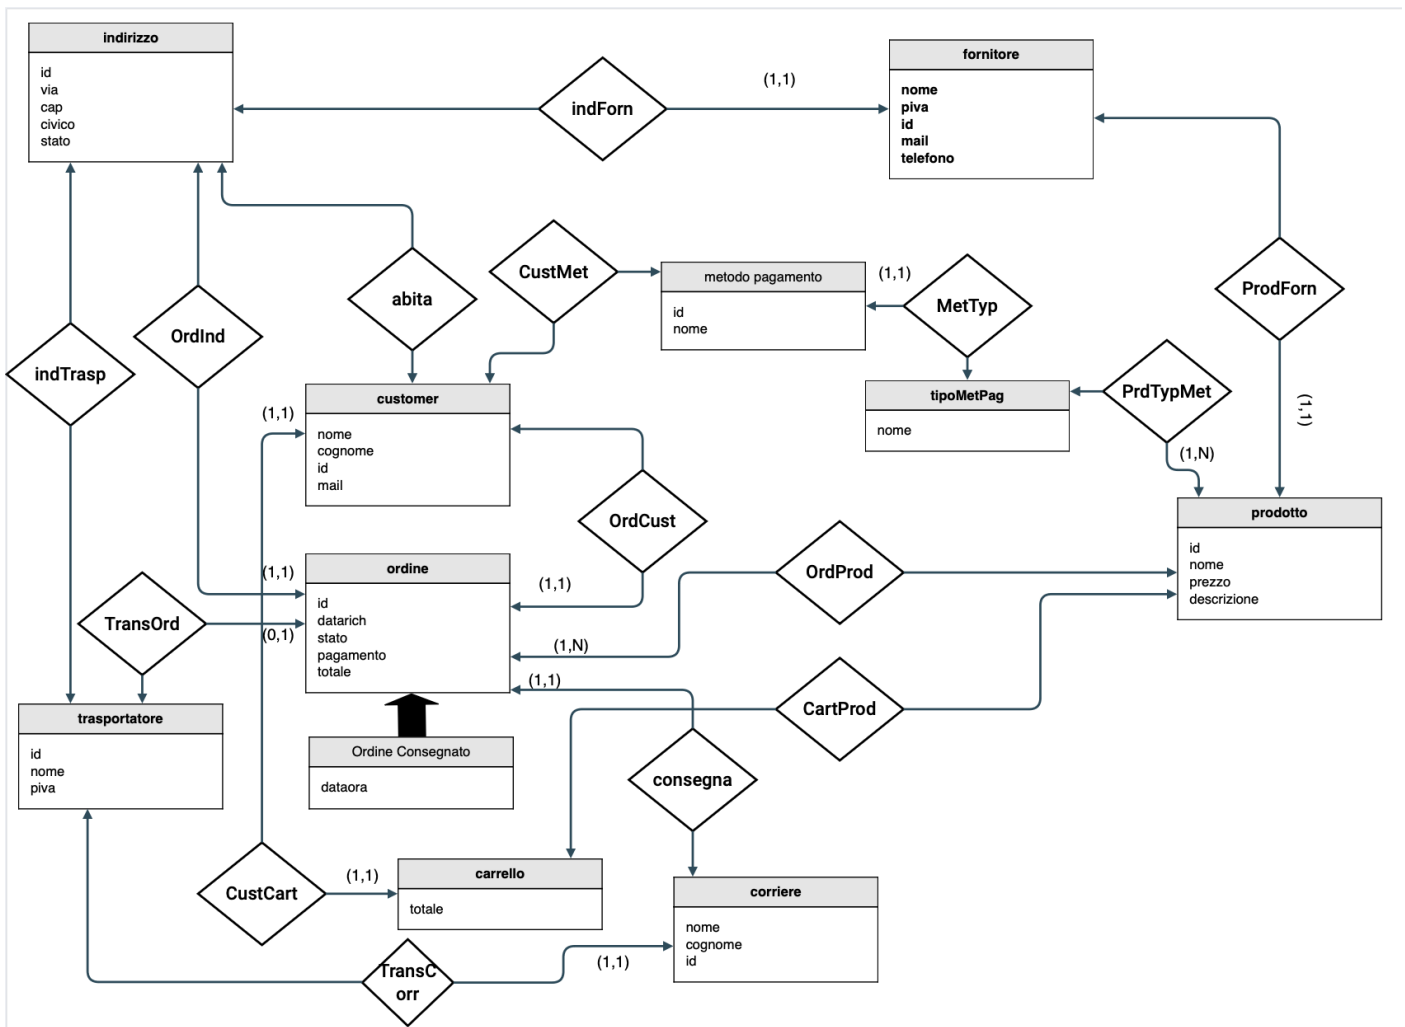 indirizzo
id
via
cap
civico
stato
indForn
(1,1)
fornitore
nome
piva
id
mail
telefono
abita
CustMet
metodo pagamento
id
nome
(1,1)
MetTyp
ProdForn
(1,1)
OrdInd
indTrasp
tipoMetPag
nome
PrdTypMet
(1,N)
(1,1)
customer
nome
cognome
id
mail
OrdCust
(1,1)
prodotto
id
nome
prezzo
descrizione
OrdProd
(1,N)
(1,1)
ordine
id
datarich
stato
pagamento
totale
TransOrd
(0,1)
(1,1)
CartProd
trasportatore
id
nome
piva
Ordine Consegnato
dataora
consegna
CustCart
(1,1)
carrello
totale
corriere
nome
cognome
id
TransC
orr
(1,1)